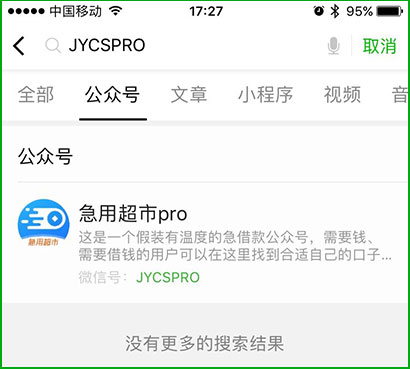 中国移动 17:27 95%
JYCSPRO 取消
全部 公众号 文章 小程序 视频 音
公众号
急用超市pro
急用超市
这是一个假装有温度的急借款公众号，需要钱、
需要借钱的用户可以在这里找到合适自己的口子...
微信号：JYCSPRO
没有更多的搜索结果